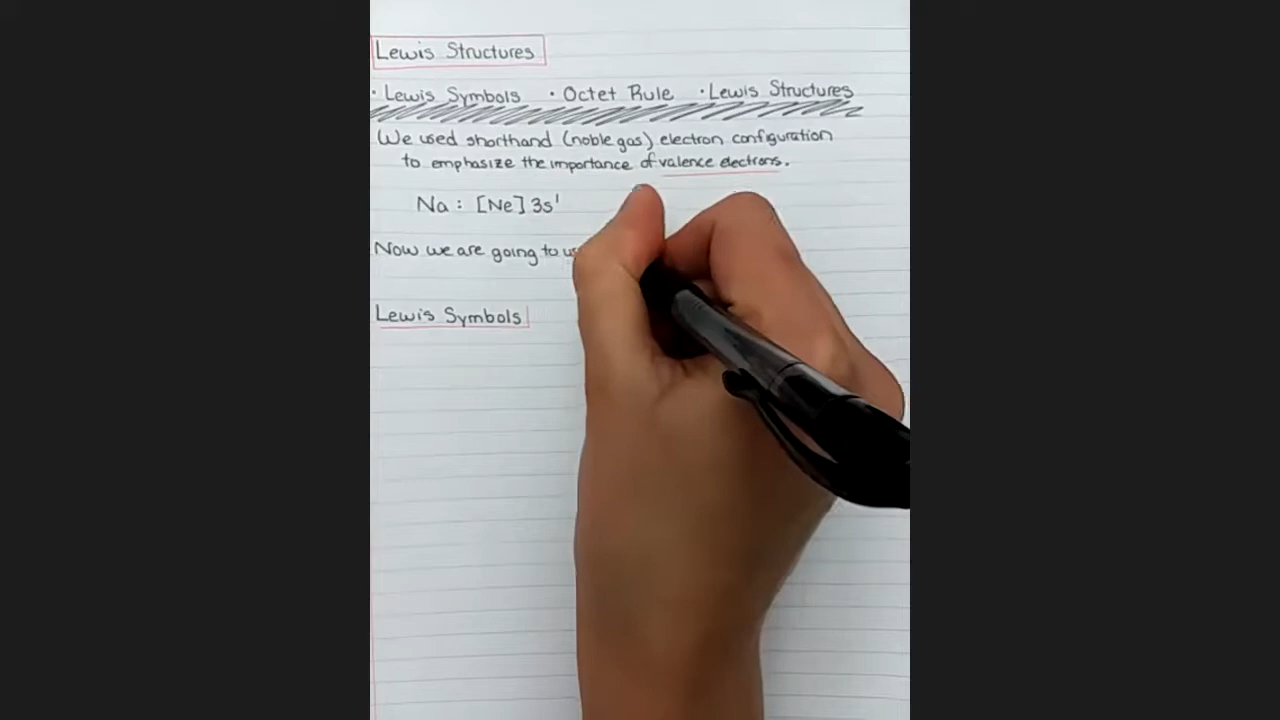 Lewis Structures
· Lewis Symbols · Octet Rule · Lewis Structures
We used shorthand (noble gas) electron configuration
to emphasize the importance of valence electrons.
Na : [Ne] 3s¹
Now we are going to
Lewis Symbols